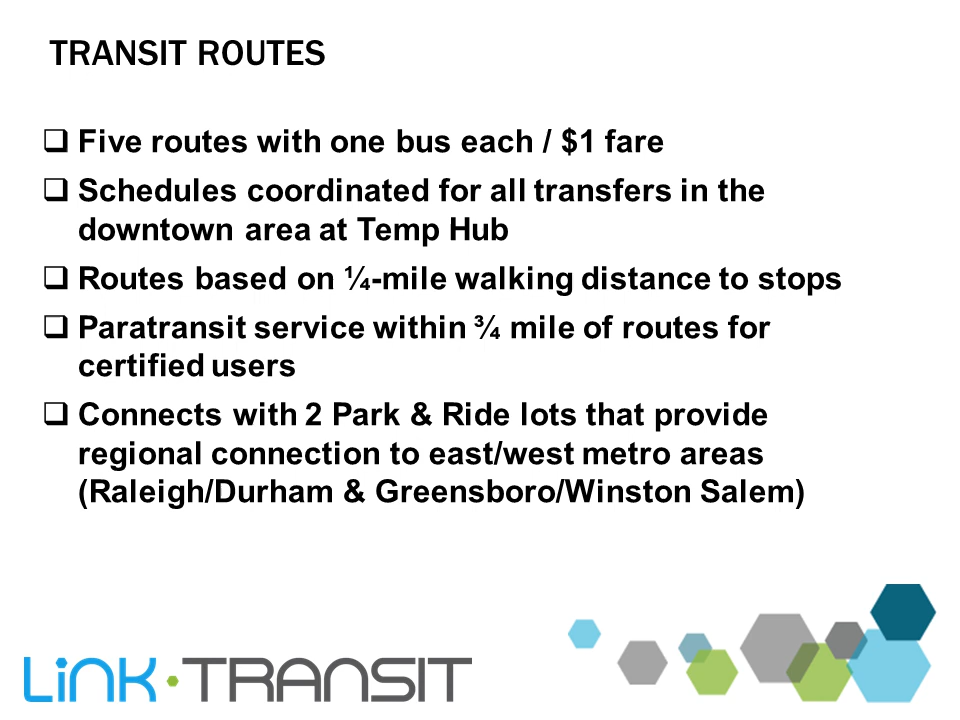 TRANSIT ROUTES
Five routes with one bus each / $1 fare
Schedules coordinated for all transfers in the
downtown area at Temp Hub
Routes based on ¼-mile walking distance to stops
Paratransit service within ¾ mile of routes for
certified users
Connects with 2 Park & Ride lots that provide
regional connection to east/west metro areas
(Raleigh/Durham & Greensboro/Winston Salem)
LiNK·TRANSIT